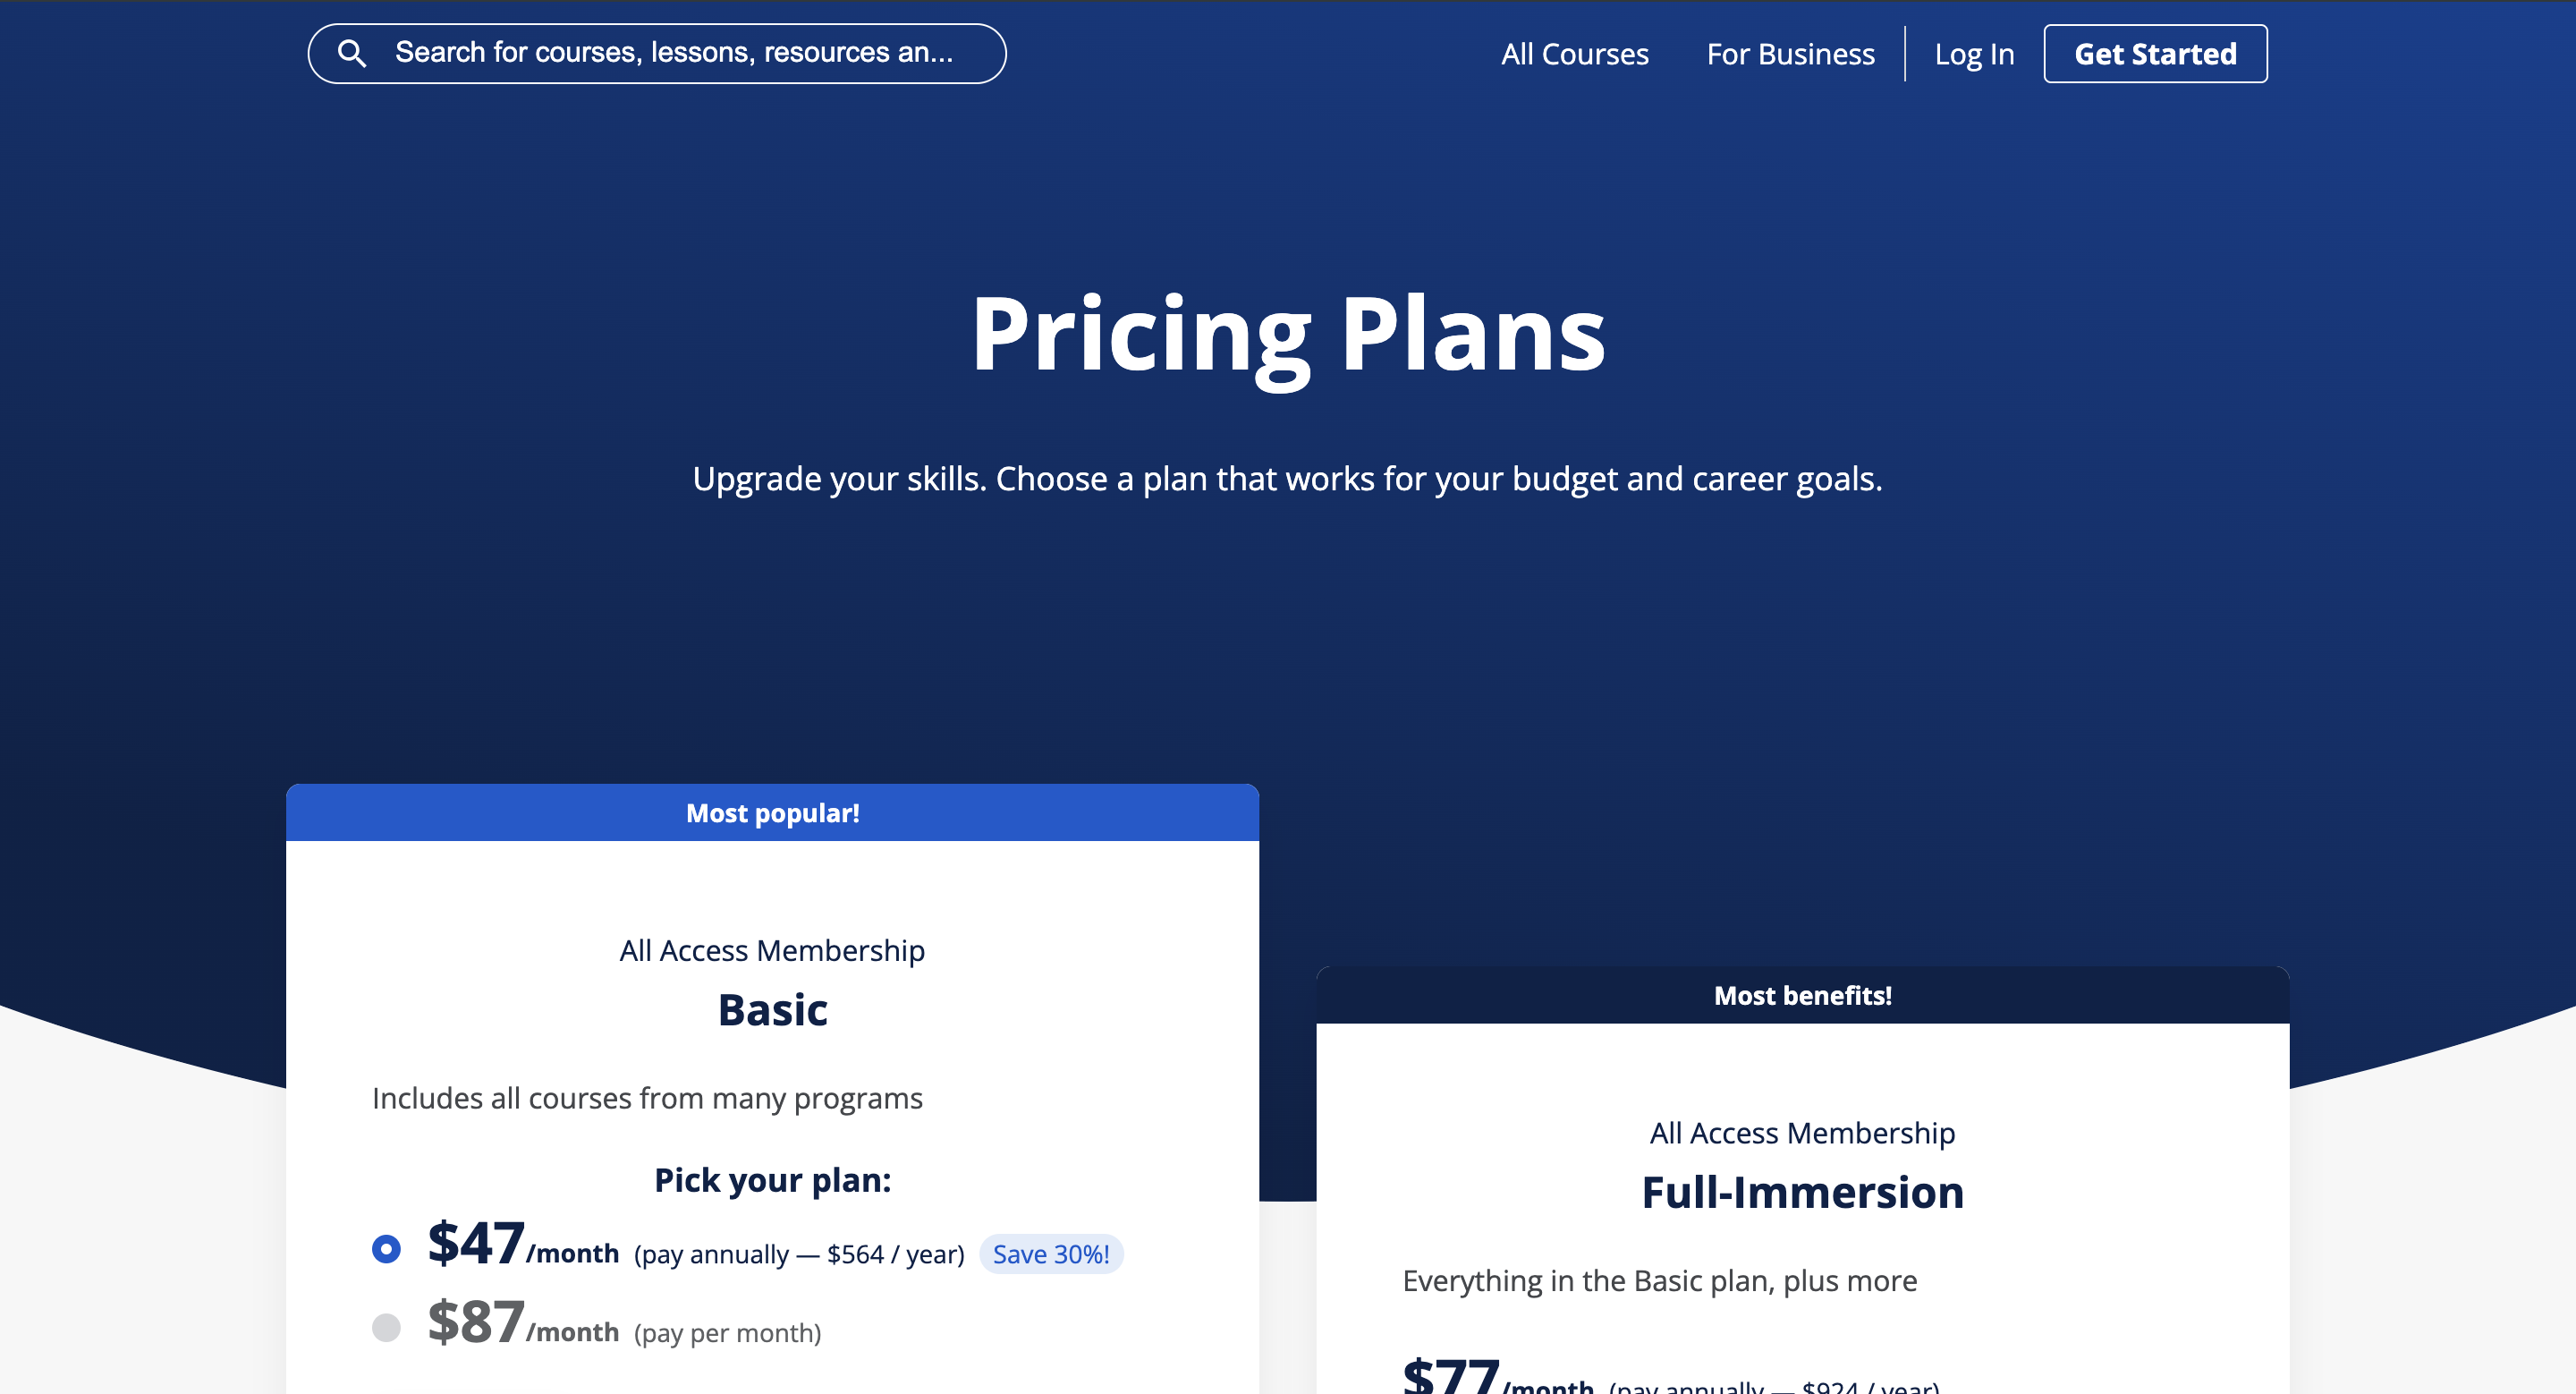 Search for courses, lessons, resources an...
All Courses
For Business
Log In
Get Started
Pricing Plans
Upgrade your skills. Choose a plan that works for your budget and career goals.
Most popular!
All Access Membership
Basic
Includes all courses from many programs
Pick your plan:
$47/month (pay annually — $564 / year) Save 30%!
$87/month (pay per month)
Most benefits!
All Access Membership
Full-Immersion
Everything in the Basic plan, plus more
$77/month (pay annually — $924 / year)